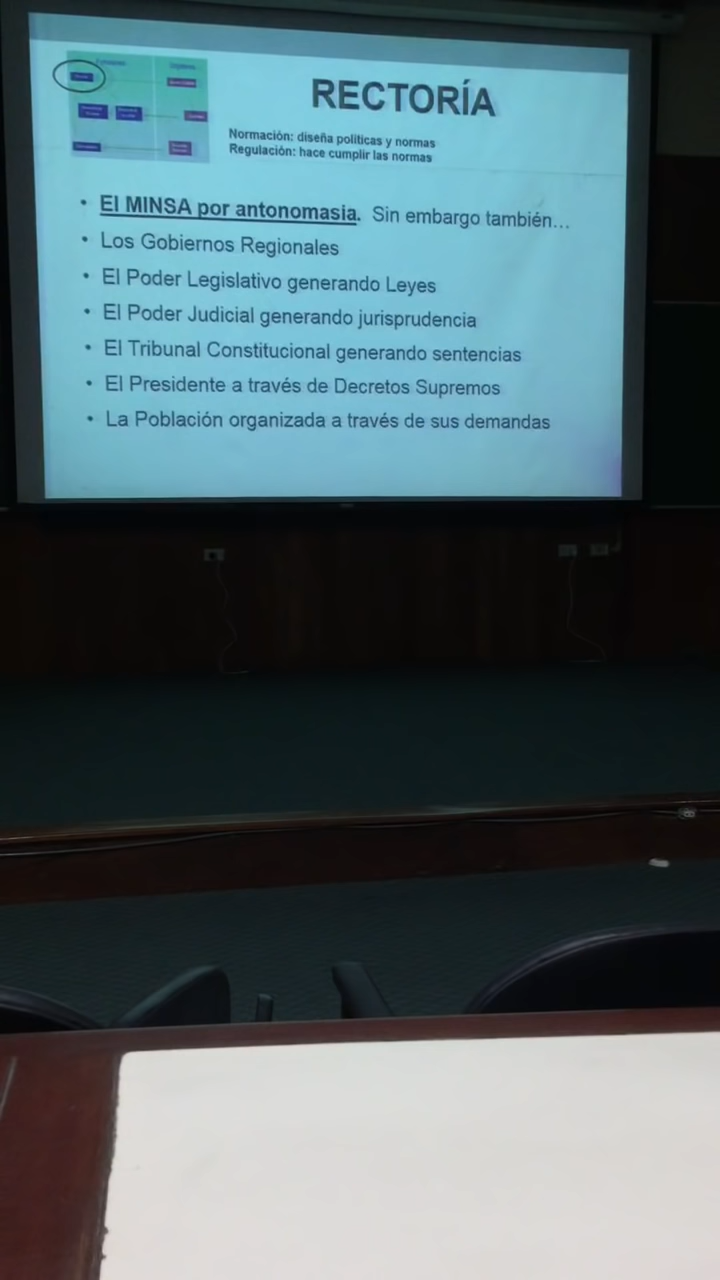 RECTORÍA
Normación: diseña políticas y normas
Regulación: hace cumplir las normas
• El MINSA por antonomasia. Sin embargo también...
• Los Gobiernos Regionales
• El Poder Legislativo generando Leyes
• El Poder Judicial generando jurisprudencia
• El Tribunal Constitucional generando sentencias
• El Presidente a través de Decretos Supremos
• La Población organizada a través de sus demandas